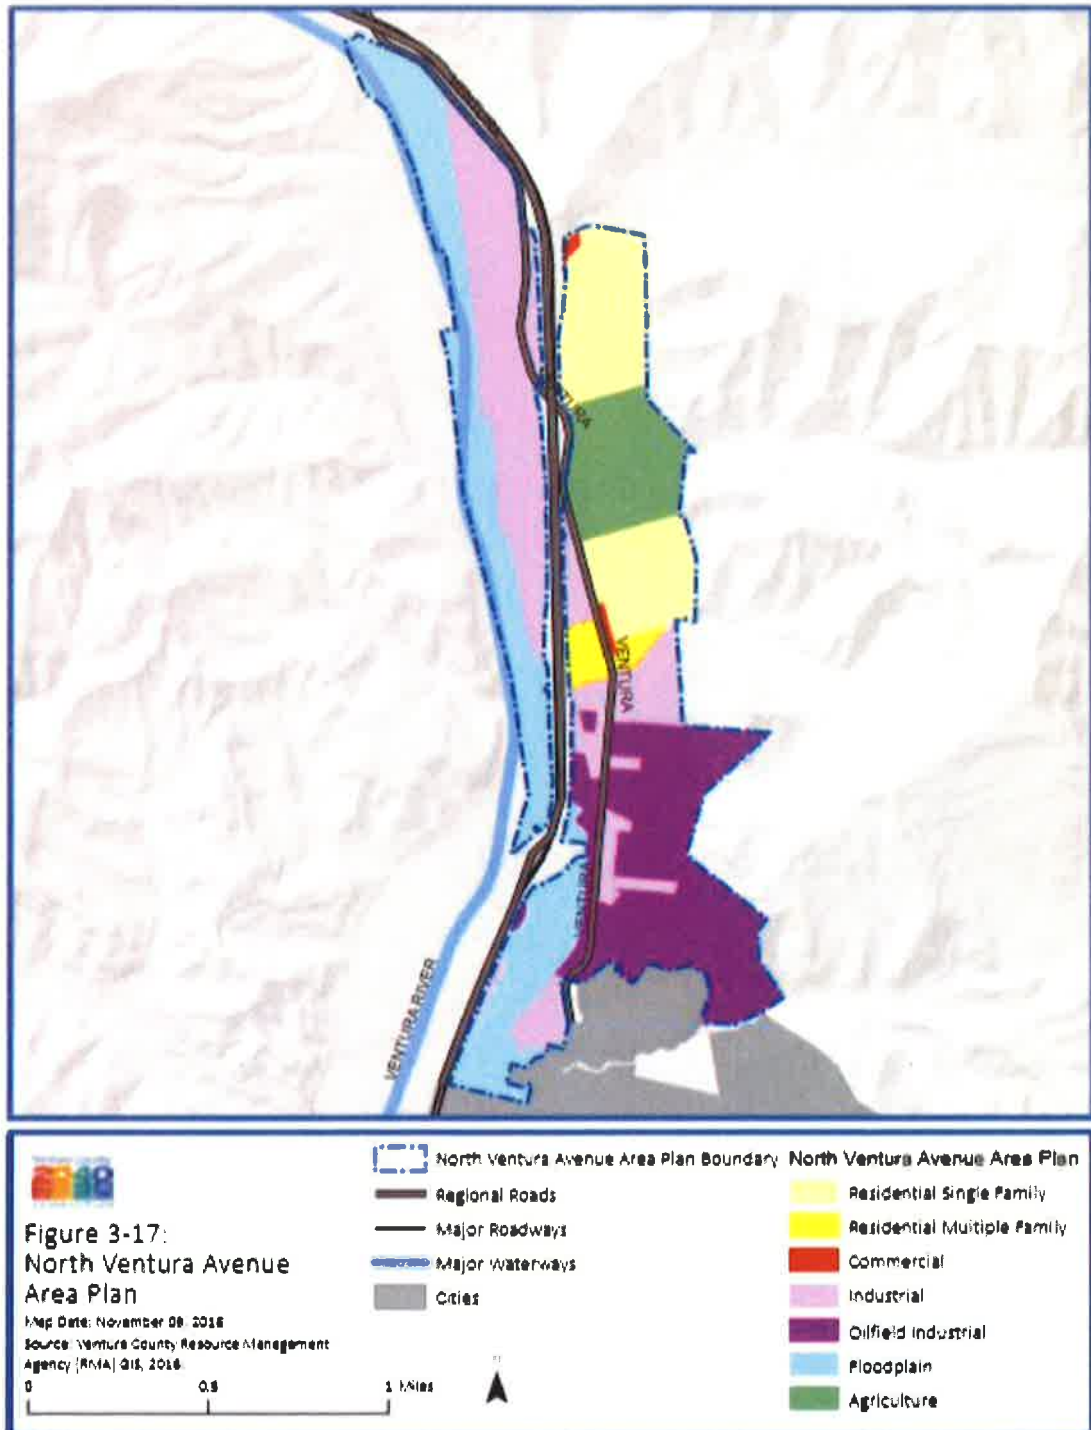 VENTURA
VENTURA
VENTURA RIVER
Figure 3-17:
North Ventura Avenue
Area Plan
Map Date: November 08, 2016
Source: Ventura County Resource Management
Agency (RMA) GIS, 2016.
0 0.5 1 Miles
North Ventura Avenue Area Plan Boundary
Regional Roads
Major Roadways
Major Waterways
Cities
North Ventura Avenue Area Plan
Residential Single Family
Residential Multiple Family
Commercial
Industrial
Oilfield Industrial
Floodplain
Agriculture